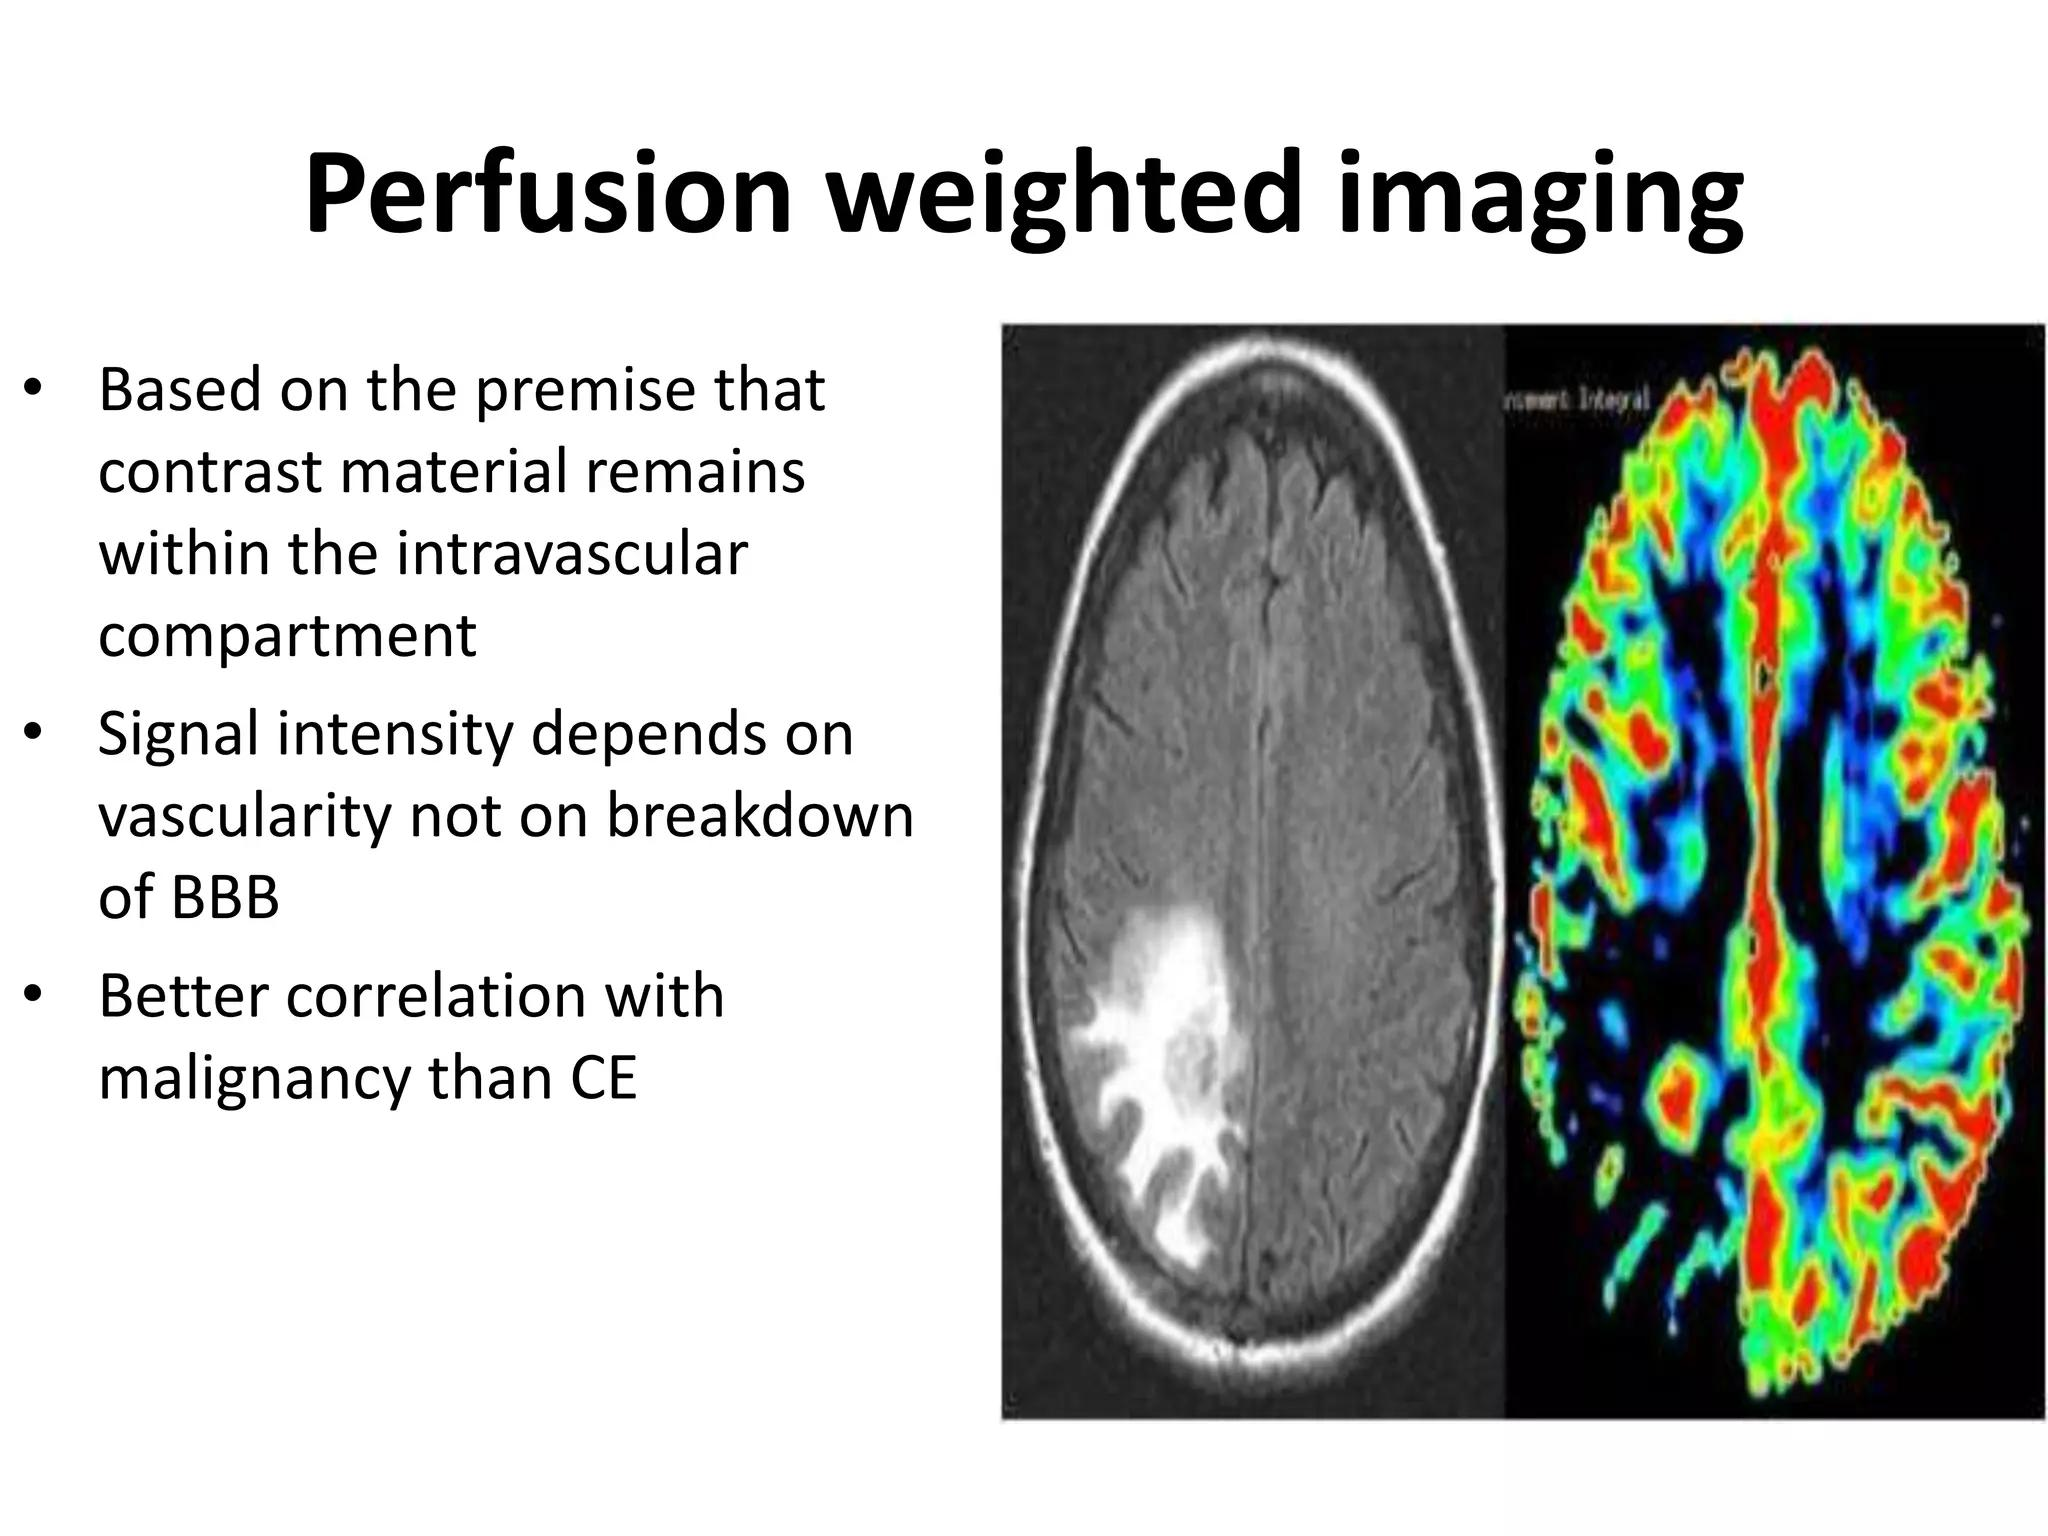 Perfusion weighted imaging
• Based on the premise that
contrast material remains
within the intravascular
compartment
• Signal intensity depends on
vascularity not on breakdown
of BBB
• Better correlation with
malignancy than CE
Integral